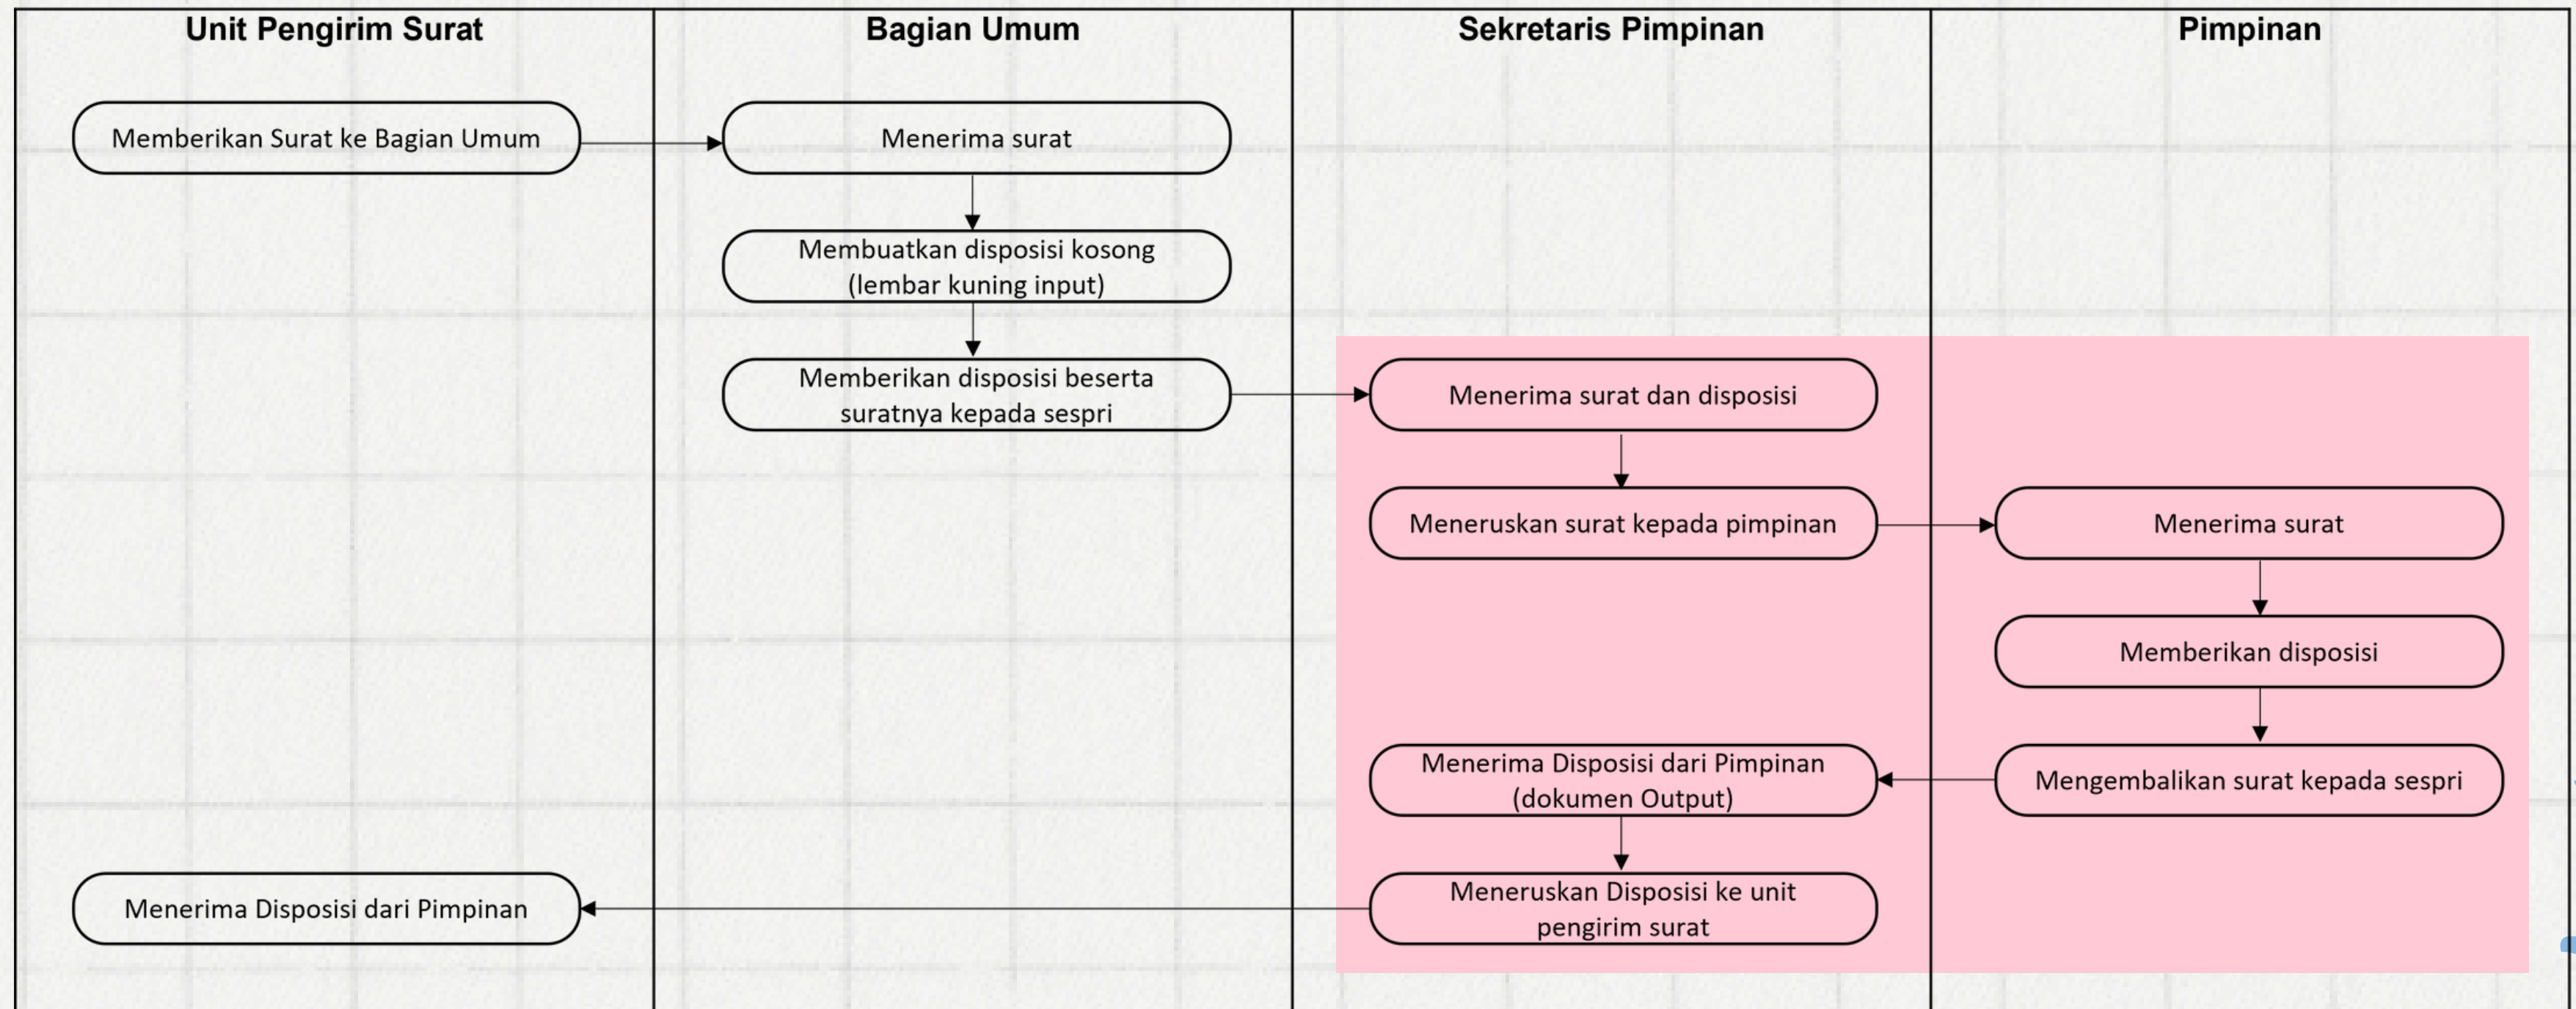 Unit Pengirim Surat
Bagian Umum
Sekretaris Pimpinan
Pimpinan
Memberikan Surat ke Bagian Umum
Menerima surat
Membuatkan disposisi kosong
(lembar kuning input)
Memberikan disposisi beserta
suratnya kepada sespri
Menerima surat dan disposisi
Meneruskan surat kepada pimpinan
Menerima surat
Memberikan disposisi
Mengembalikan surat kepada sespri
Menerima Disposisi dari Pimpinan
(dokumen Output)
Meneruskan Disposisi ke unit
pengirim surat
Menerima Disposisi dari Pimpinan